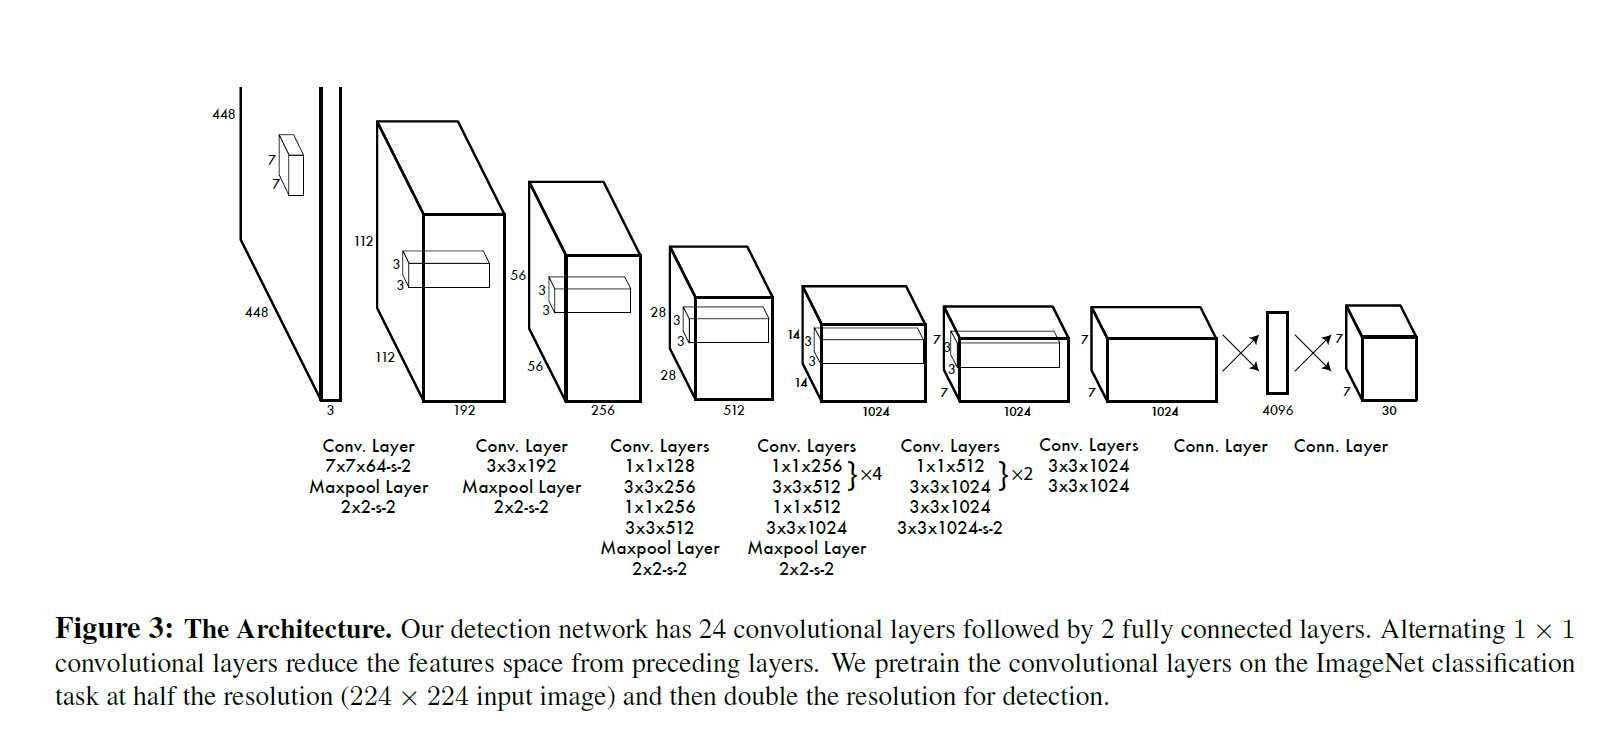 448
7
7
448
3
112
3
3
112
192
56
3
3
56
256
28
3
3
28
512
14
3
3
14
1024
7
3
3
7
1024
7
7
1024
4096
7
7
30
Conv. Layer
7x7x64-s-2
Maxpool Layer
2x2-s-2
Conv. Layer
3x3x192
Maxpool Layer
2x2-s-2
Conv. Layers
1x1x128
3x3x256
1x1x256
3x3x512
Maxpool Layer
2x2-s-2
Conv. Layers
1x1x256
3x3x512
}×4
1x1x512
3x3x1024
Maxpool Layer
2x2-s-2
Conv. Layers
1x1x512
3x3x1024
}×2
3x3x1024
3x3x1024-s-2
Conv. Layers
3x3x1024
3x3x1024
Conn. Layer
Conn. Layer
Figure 3: The Architecture. Our detection network has 24 convolutional layers followed by 2 fully connected layers. Alternating 1 × 1
convolutional layers reduce the features space from preceding layers. We pretrain the convolutional layers on the ImageNet classification
task at half the resolution (224 × 224 input image) and then double the resolution for detection.